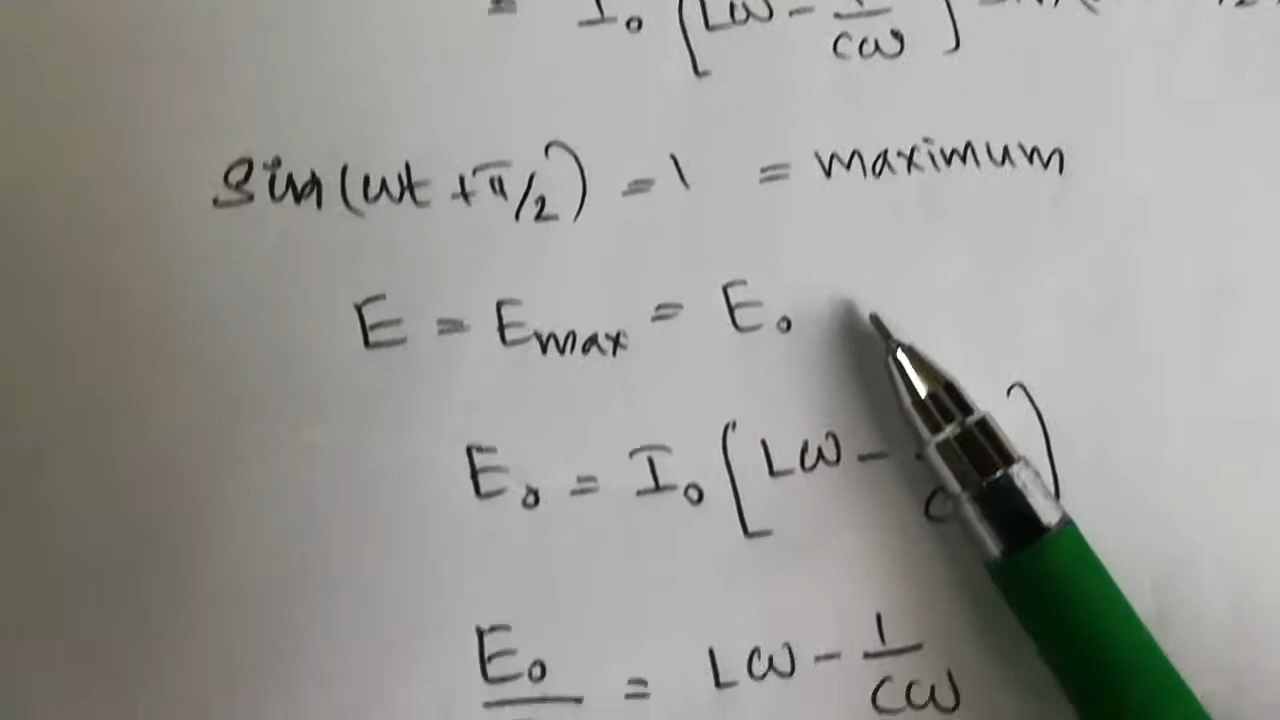 = I₀ [Lω - 1/cω]
Sin(ωt + π/2) = 1 = maximum
E = Emax = E₀
E₀ = I₀ [Lω -
E₀ = Lω - 1/cω